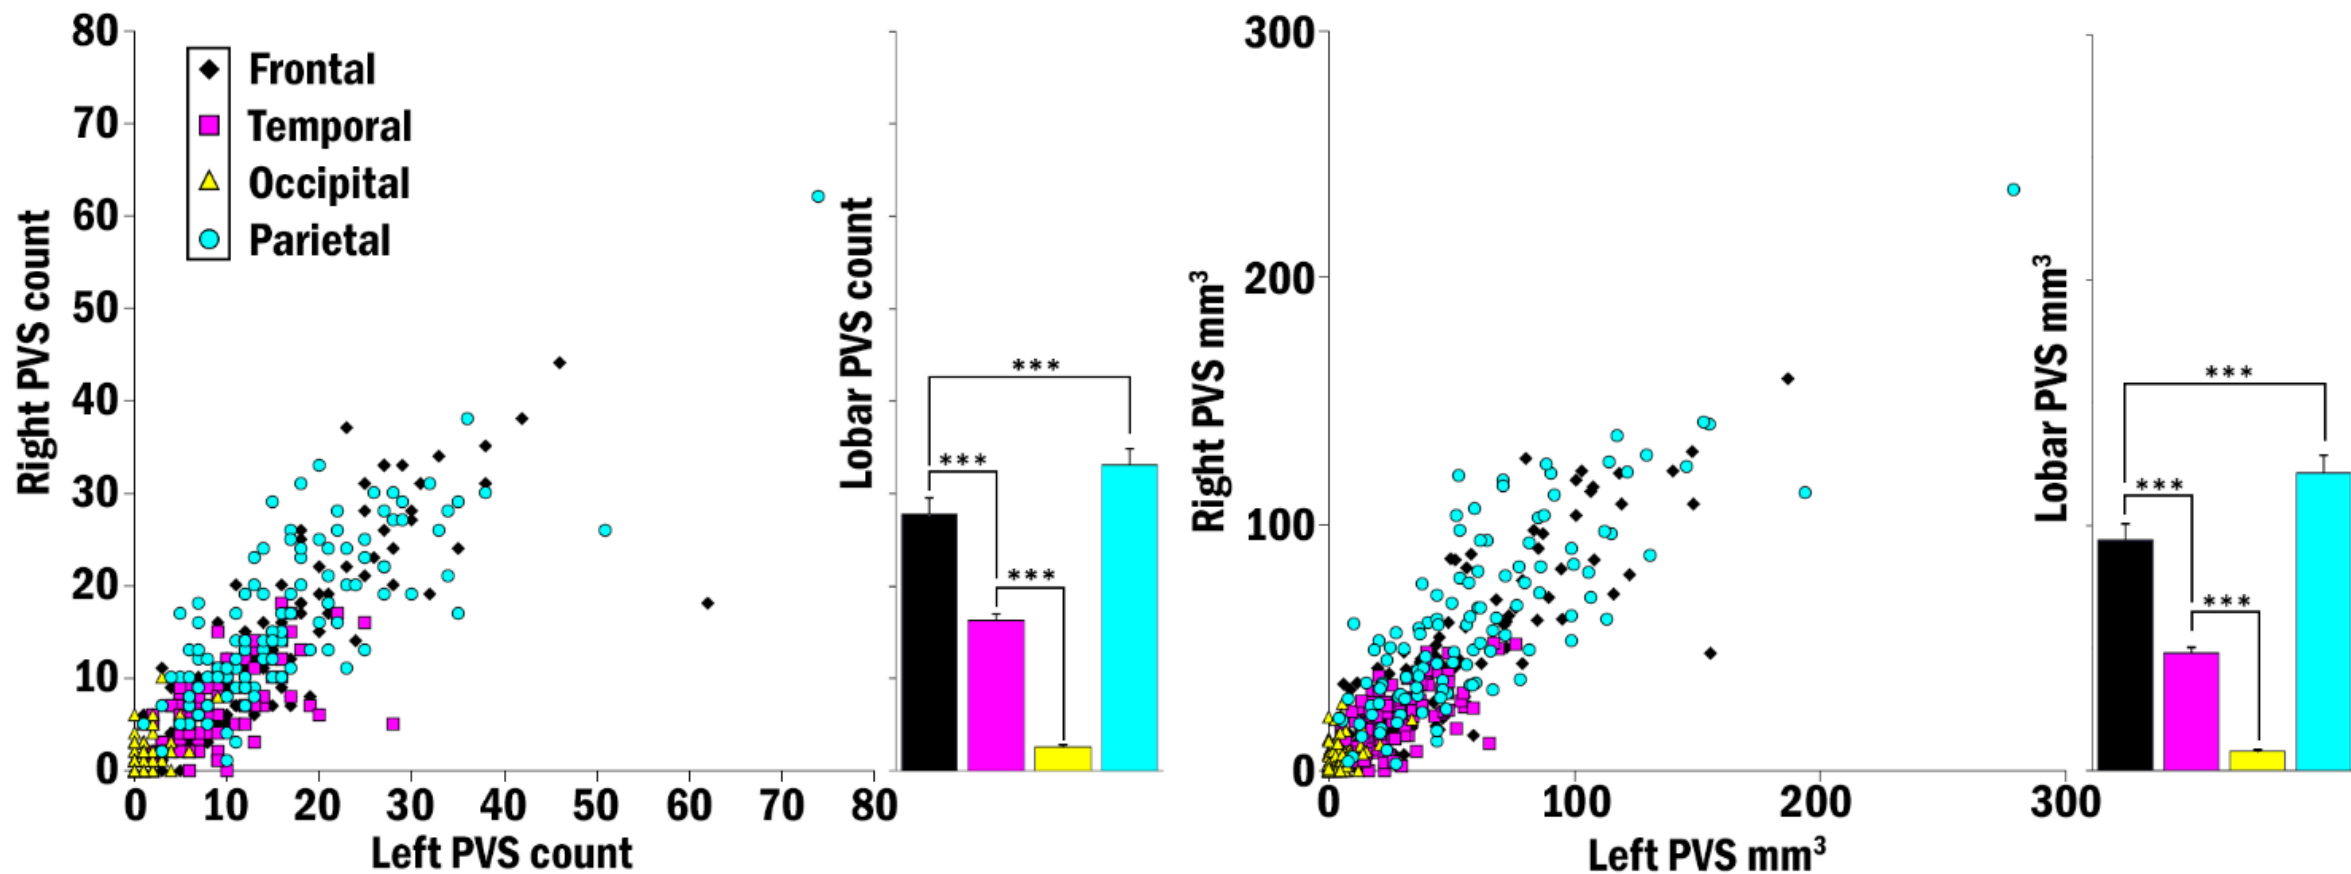 80
70
60
50
40
30
20
10
0
Right PVS count
Frontal
Temporal
Occipital
Parietal
0 10 20 30 40 50 60 70 80
Left PVS count
Lobar PVS count
***
***
***
300
200
100
0
Right PVS mm³
0 100 200 300
Left PVS mm³
Lobar PVS mm³
***
***
***